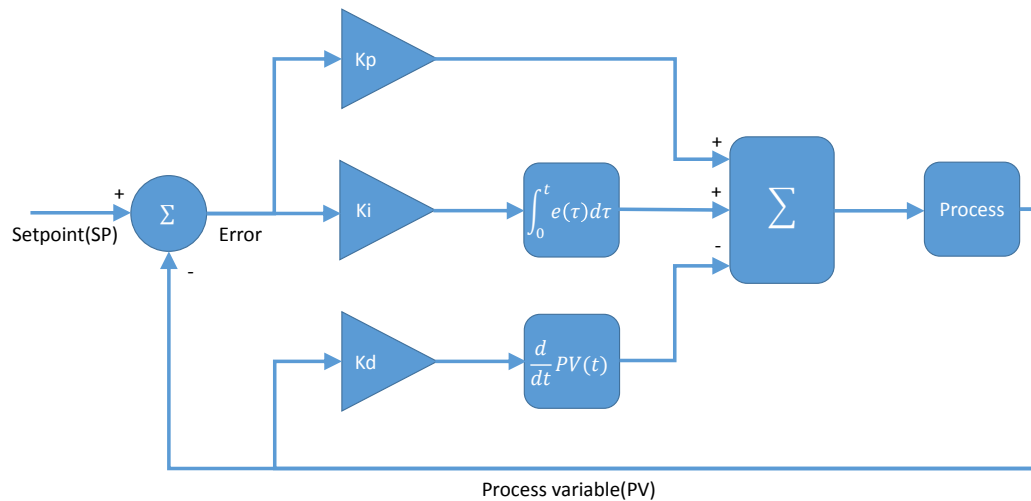 Kp
+
+
Σ
Setpoint(SP)
Error
-
Ki
∫₀ᵗ e(τ)dτ
+
-
∑
Process
Kd
d/dt PV(t)
Process variable(PV)